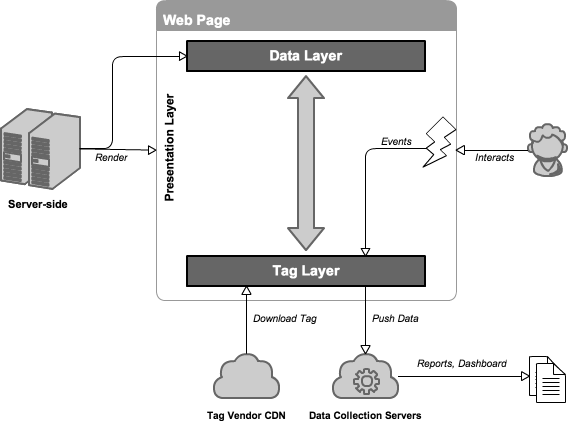 Web Page
Data Layer
Presentation Layer
Render
Events
Interacts
Server-side
Tag Layer
Download Tag
Push Data
Reports, Dashboard
Tag Vendor CDN
Data Collection Servers